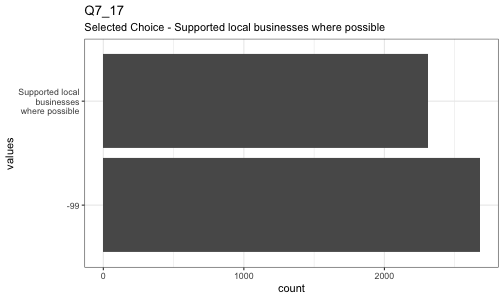 Q7_17
Selected Choice - Supported local businesses where possible
Supported local
businesses
where possible
-99
values
0
1000
2000
count